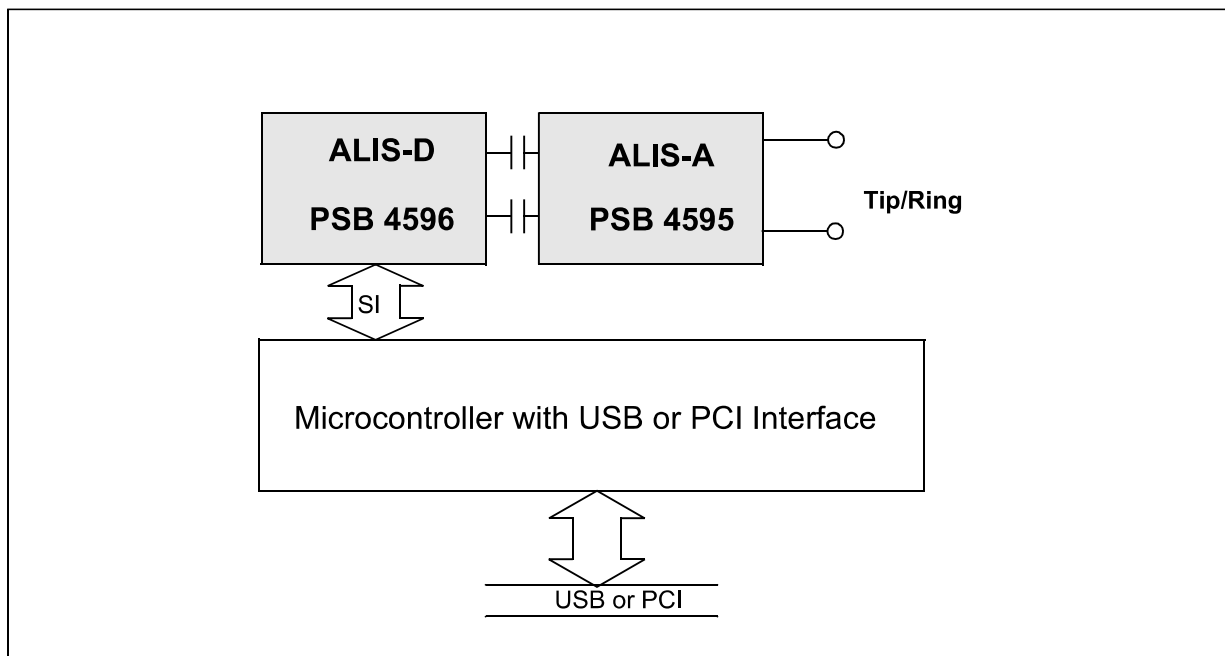 ALIS-D
PSB 4596
ALIS-A
PSB 4595
Tip/Ring
SI
Microcontroller with USB or PCI Interface
USB or PCI